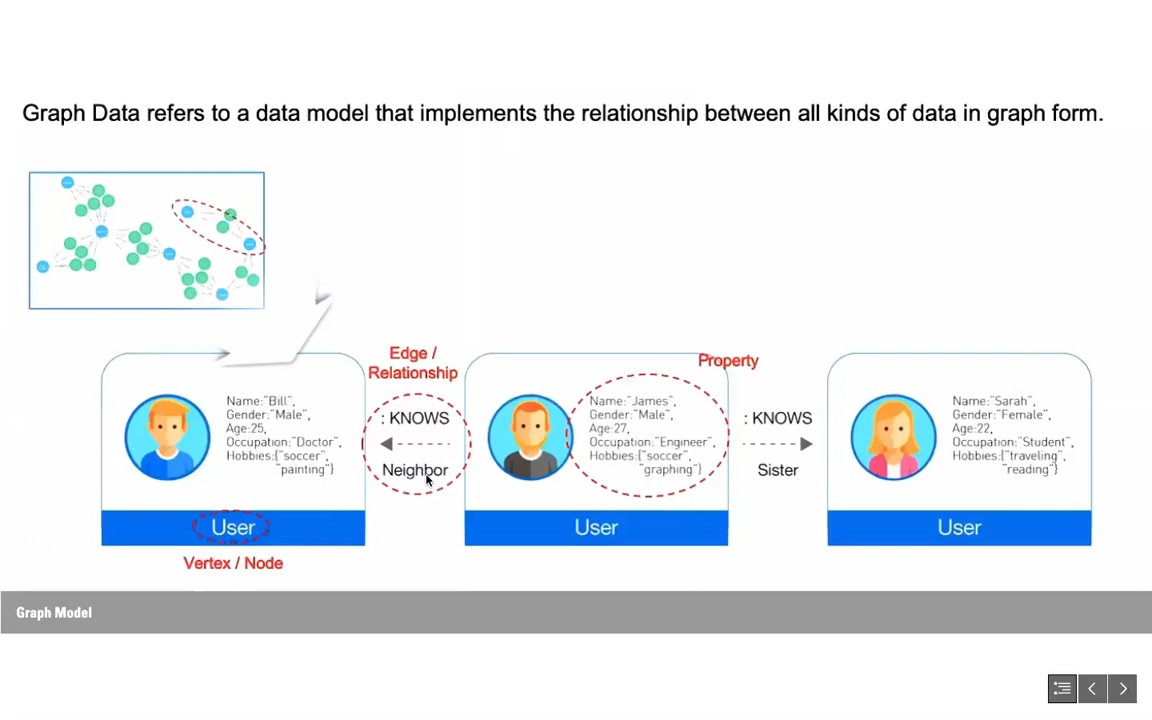 Graph Data refers to a data model that implements the relationship between all kinds of data in graph form.
Edge /
Relationship
Property
Name:"Bill",
Gender:"Male",
Age:25,
Occupation:"Doctor",
Hobbies:{"soccer",
"painting"}
User
Vertex / Node
: KNOWS
Neighbor
Name:"James",
Gender:"Male",
Age:27,
Occupation:"Engineer",
Hobbies:{"soccer",
"graphing"}
User
: KNOWS
Sister
Name:"Sarah",
Gender:"Female",
Age:22,
Occupation:"Student",
Hobbies:{"traveling",
"reading"}
User
Graph Model